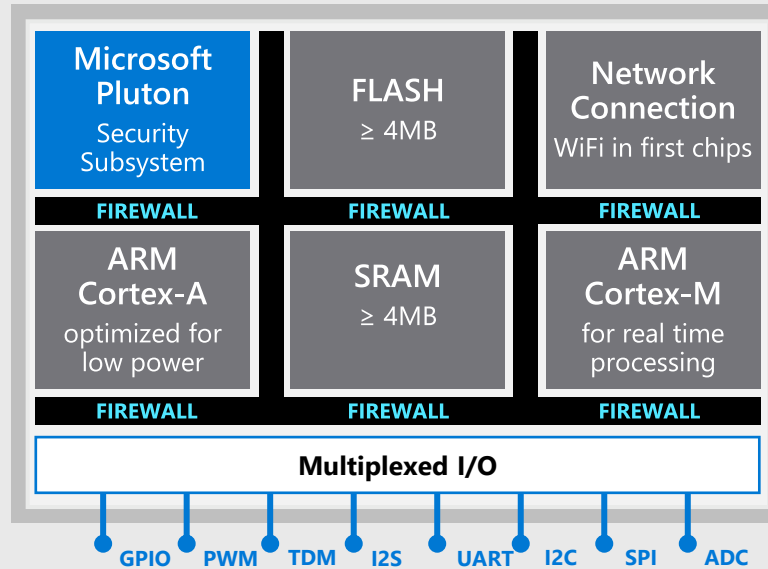 Microsoft
Pluton
Security
Subsystem
FLASH
≥ 4MB
Network
Connection
WiFi in first chips
FIREWALL
FIREWALL
FIREWALL
ARM
Cortex-A
optimized for
low power
SRAM
≥ 4MB
ARM
Cortex-M
for real time
processing
FIREWALL
FIREWALL
FIREWALL
Multiplexed I/O
GPIO
PWM
TDM
I2S
UART
I2C
SPI
ADC